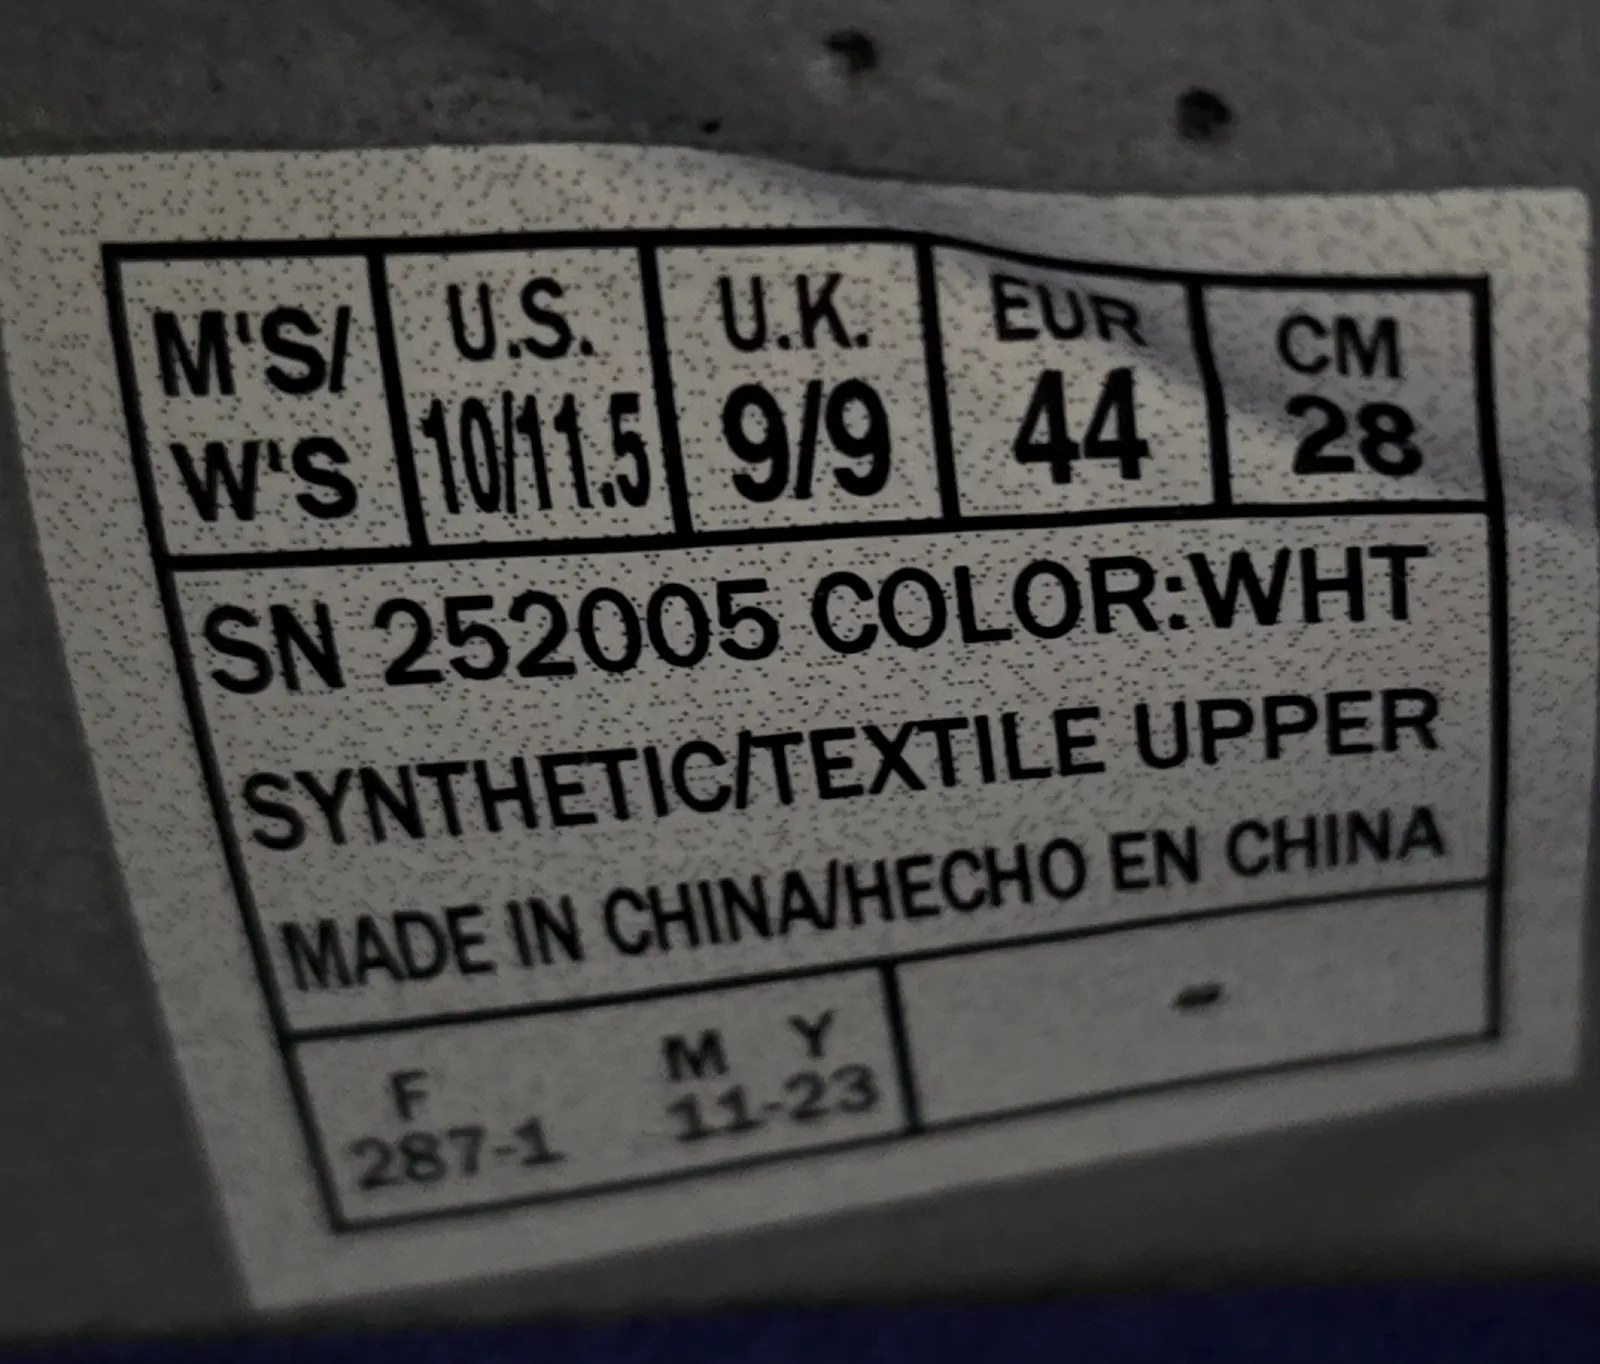 M'S/ U.S. U.K. EUR CM
W'S 10/11.5 9/9 44 28
SN 252005 COLOR:WHT
SYNTHETIC/TEXTILE UPPER
MADE IN CHINA/HECHO EN CHINA
F M Y -
287-1 11-23